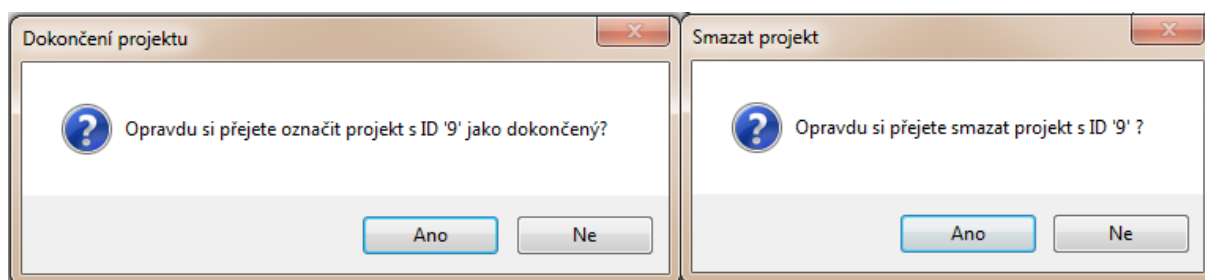 Dokončení projektu
Opravdu si přejete označit projekt s ID '9' jako dokončený?
Ano
Ne
Smazat projekt
Opravdu si přejete smazat projekt s ID '9' ?
Ano
Ne